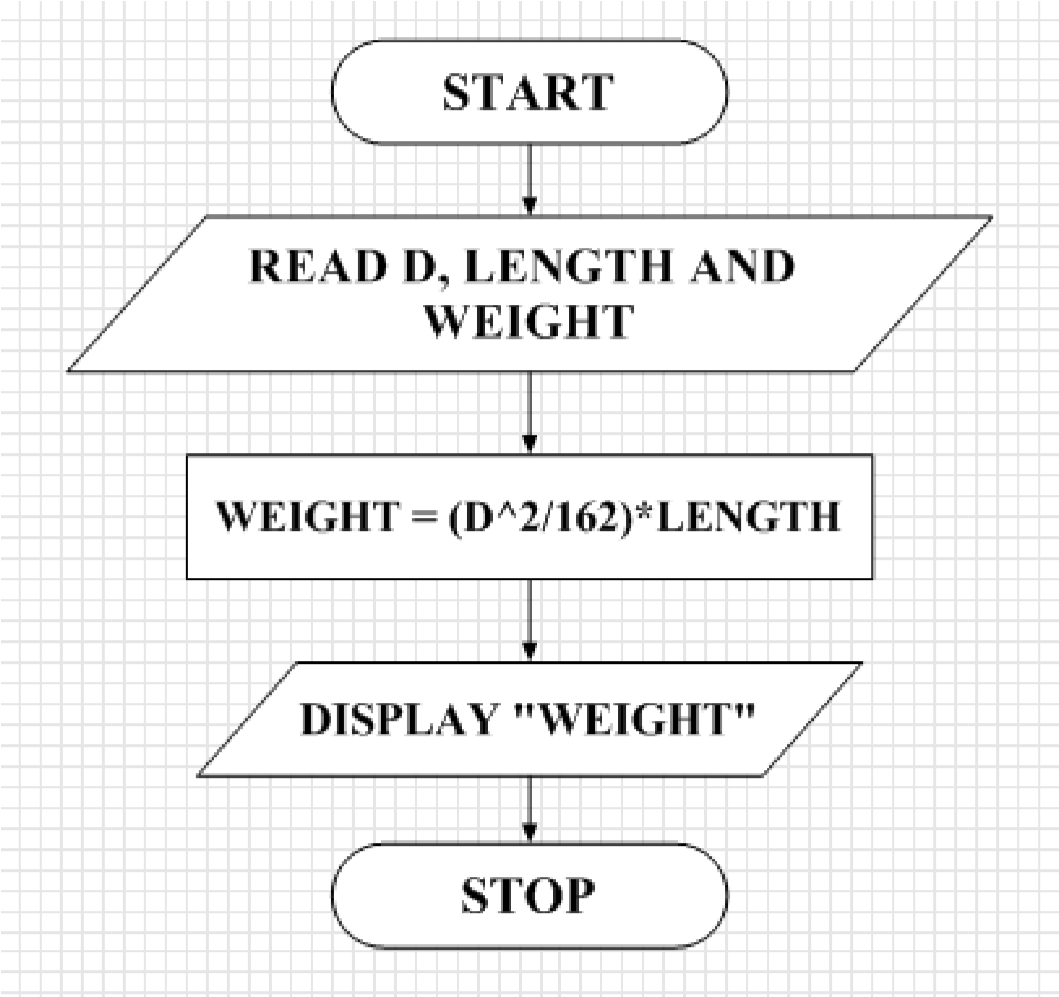 START
READ D, LENGTH AND
WEIGHT
WEIGHT = (D^2/162)*LENGTH
DISPLAY "WEIGHT"
STOP